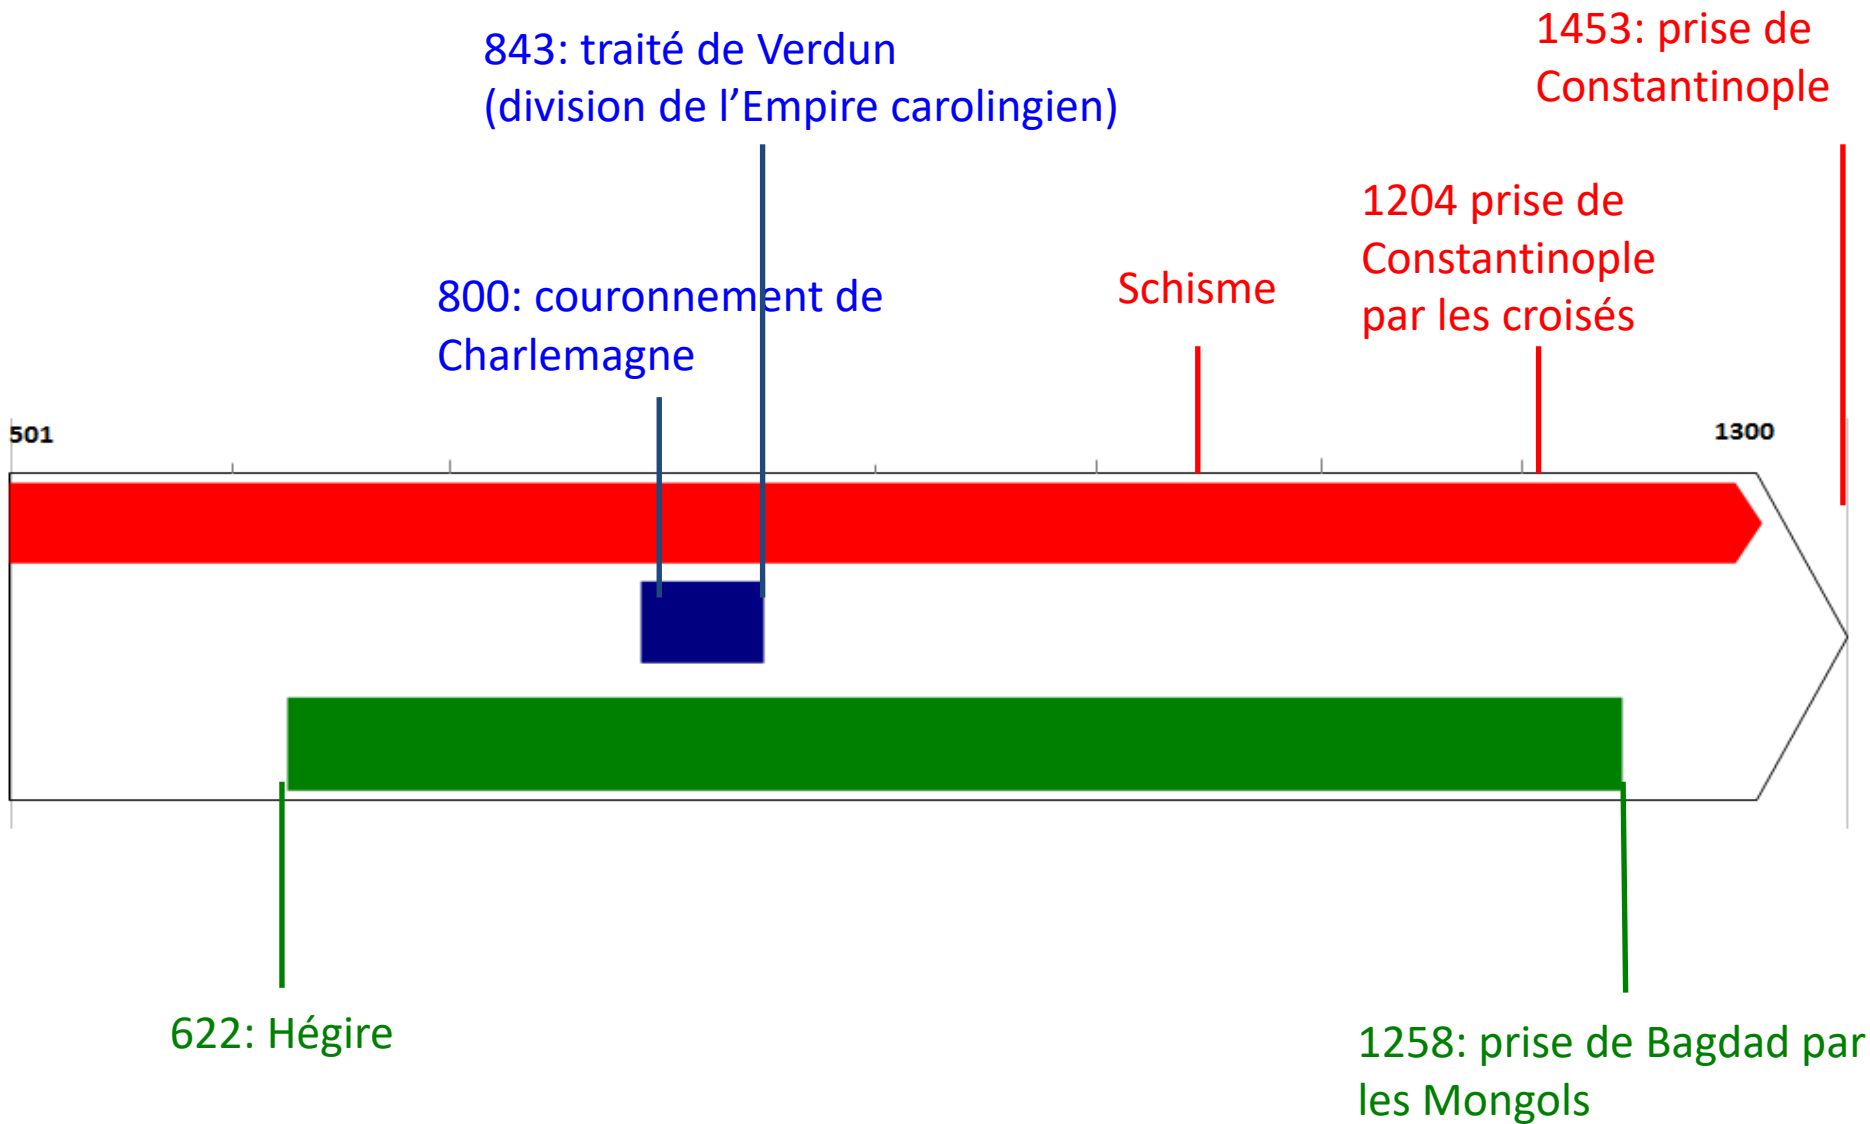 1453: prise de
Constantinople
843: traité de Verdun
(division de l’Empire carolingien)
1204 prise de
Constantinople
par les croisés
Schisme
800: couronnement de
Charlemagne
501
1300
622: Hégire
1258: prise de Bagdad par
les Mongols